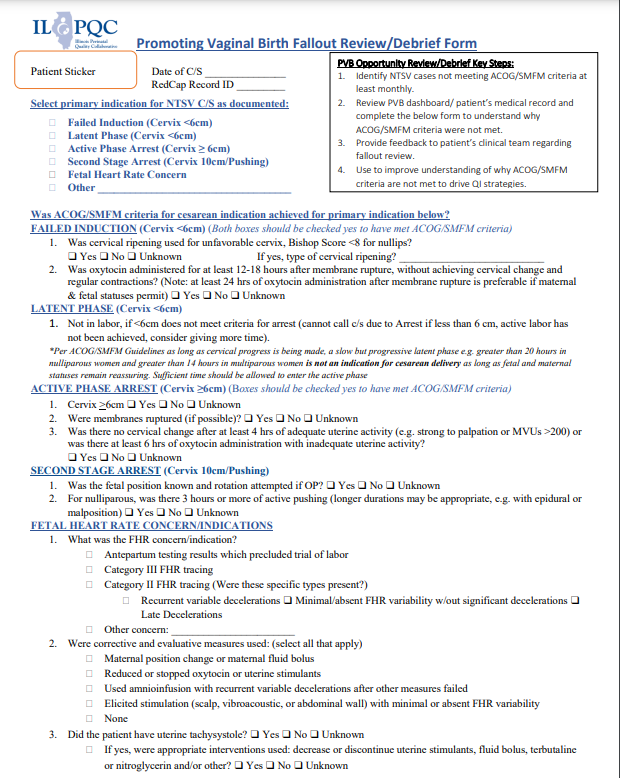 ILPQC
Illinois Perinatal
Quality Collaborative
Promoting Vaginal Birth Fallout Review/Debrief Form
Patient Sticker
Date of C/S _______________
RedCap Record ID _________
PVB Opportunity Review/Debrief Key Steps:
1. Identify NTSV cases not meeting ACOG/SMFM criteria at
least monthly.
2. Review PVB dashboard/ patient's medical record and
complete the below form to understand why
ACOG/SMFM criteria were not met.
3. Provide feedback to patient's clinical team regarding
fallout review.
4. Use to improve understanding of why ACOG/SMFM
criteria are not met to drive QI strategies.
Select primary indication for NTSV C/S as documented:
☐ Failed Induction (Cervix <6cm)
☐ Latent Phase (Cervix <6cm)
☐ Active Phase Arrest (Cervix ≥ 6cm)
☐ Second Stage Arrest (Cervix 10cm/Pushing)
☐ Fetal Heart Rate Concern
☐ Other ____________________________________
Was ACOG/SMFM criteria for cesarean indication achieved for primary indication below?
FAILED INDUCTION (Cervix <6cm) (Both boxes should be checked yes to have met ACOG/SMFM criteria)
1. Was cervical ripening used for unfavorable cervix, Bishop Score <8 for nullips?
☐ Yes ☐ No ☐ Unknown If yes, type of cervical ripening? ___________________________
2. Was oxytocin administered for at least 12-18 hours after membrane rupture, without achieving cervical change and
regular contractions? (Note: at least 24 hrs of oxytocin administration after membrane rupture is preferable if maternal
& fetal statuses permit) ☐ Yes ☐ No ☐ Unknown
LATENT PHASE (Cervix <6cm)
1. Not in labor, if <6cm does not meet criteria for arrest (cannot call c/s due to Arrest if less than 6 cm, active labor has
not been achieved, consider giving more time).
*Per ACOG/SMFM Guidelines as long as cervical progress is being made, a slow but progressive latent phase e.g. greater than 20 hours in
nulliparous women and greater than 14 hours in multiparous women is not an indication for cesarean delivery as long as fetal and maternal
statuses remain reassuring. Sufficient time should be allowed to enter the active phase
ACTIVE PHASE ARREST (Cervix ≥6cm) (Boxes should be checked yes to have met ACOG/SMFM criteria)
1. Cervix >6cm ☐ Yes ☐ No ☐ Unknown
2. Were membranes ruptured (if possible)? ☐ Yes ☐ No ☐ Unknown
3. Was there no cervical change after at least 4 hrs of adequate uterine activity (e.g. strong to palpation or MVUs >200) or
was there at least 6 hrs of oxytocin administration with inadequate uterine activity?
☐ Yes ☐ No ☐ Unknown
SECOND STAGE ARREST (Cervix 10cm/Pushing)
1. Was the fetal position known and rotation attempted if OP? ☐ Yes ☐ No ☐ Unknown
2. For nulliparous, was there 3 hours or more of active pushing (longer durations may be appropriate, e.g. with epidural or
malposition) ☐ Yes ☐ No ☐ Unknown
FETAL HEART RATE CONCERN/INDICATIONS
1. What was the FHR concern/indication?
☐ Antepartum testing results which precluded trial of labor
☐ Category III FHR tracing
☐ Category II FHR tracing (Were these specific types present?)
☐ Recurrent variable decelerations ☐ Minimal/absent FHR variability w/out significant decelerations ☐
Late Decelerations
☐ Other concern: _______________________
2. Were corrective and evaluative measures used: (select all that apply)
☐ Maternal position change or maternal fluid bolus
☐ Reduced or stopped oxytocin or uterine stimulants
☐ Used amnioinfusion with recurrent variable decelerations after other measures failed
☐ Elicited stimulation (scalp, vibroacoustic, or abdominal wall) with minimal or absent FHR variability
☐ None
3. Did the patient have uterine tachysystole? ☐ Yes ☐ No ☐ Unknown
☐ If yes, were appropriate interventions used: decrease or discontinue uterine stimulants, fluid bolus, terbutaline
or nitroglycerin and/or other? ☐ Yes ☐ No ☐ Unknown